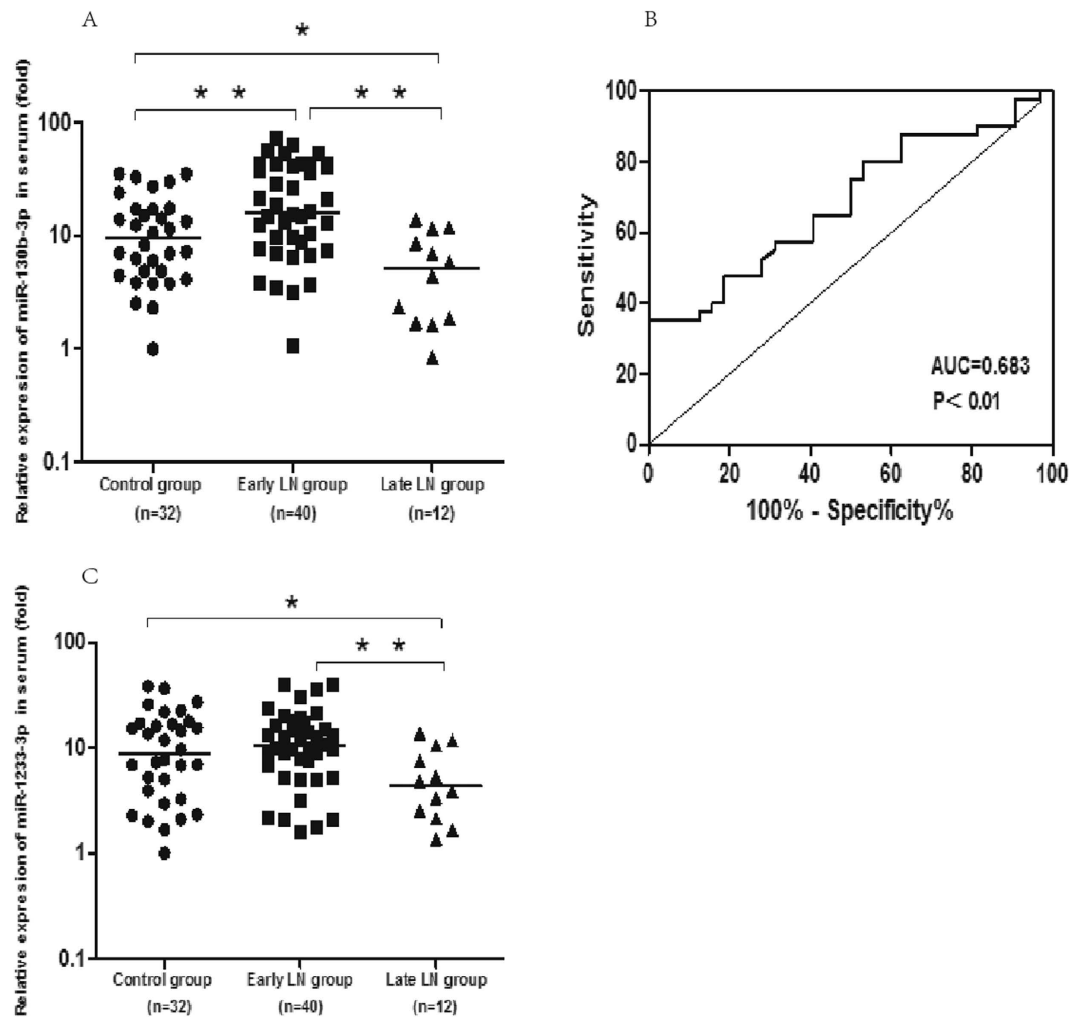 A
* 
* * * *
Relative expresion of miR-130b-3p in serum (fold)
100
10
1
0.1
Control group Early LN group Late LN group
(n=32) (n=40) (n=12)
B
Sensitivity
100
80
60
40
20
0
AUC=0.683
P< 0.01
0 20 40 60 80 100
100% - Specificity%
C
*
* *
Relative expresion of miR-1233-3p in serum (fold)
100
10
1
0.1
Control group Early LN group Late LN group
(n=32) (n=40) (n=12)